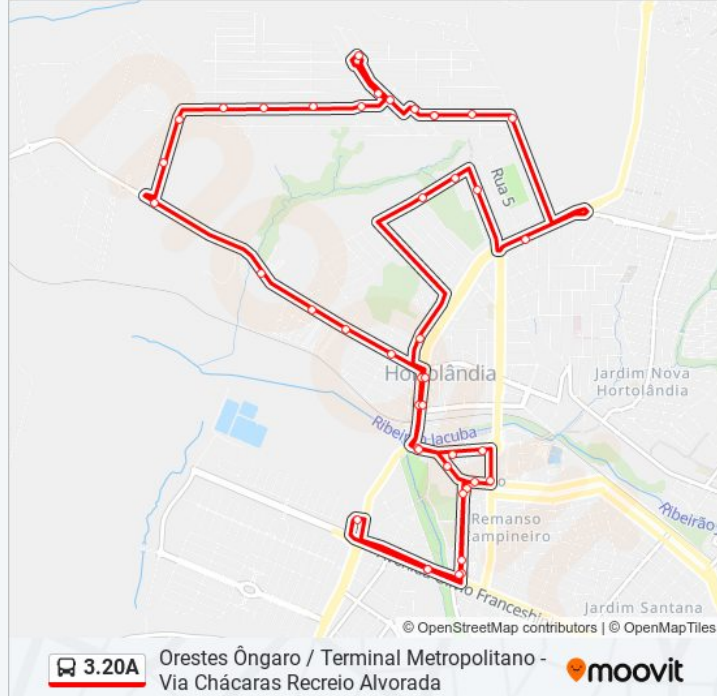 Rua 5
Hortolândia
Jardim Nova
Hortolândia
Ribeirão Jacuba
Remanso
Campineiro
Ribeirão
Jardim Santana
© OpenStreetMap contributors | © OpenMapTiles
3.20A
Orestes Ôngaro / Terminal Metropolitano -
Via Chácaras Recreio Alvorada
moovit